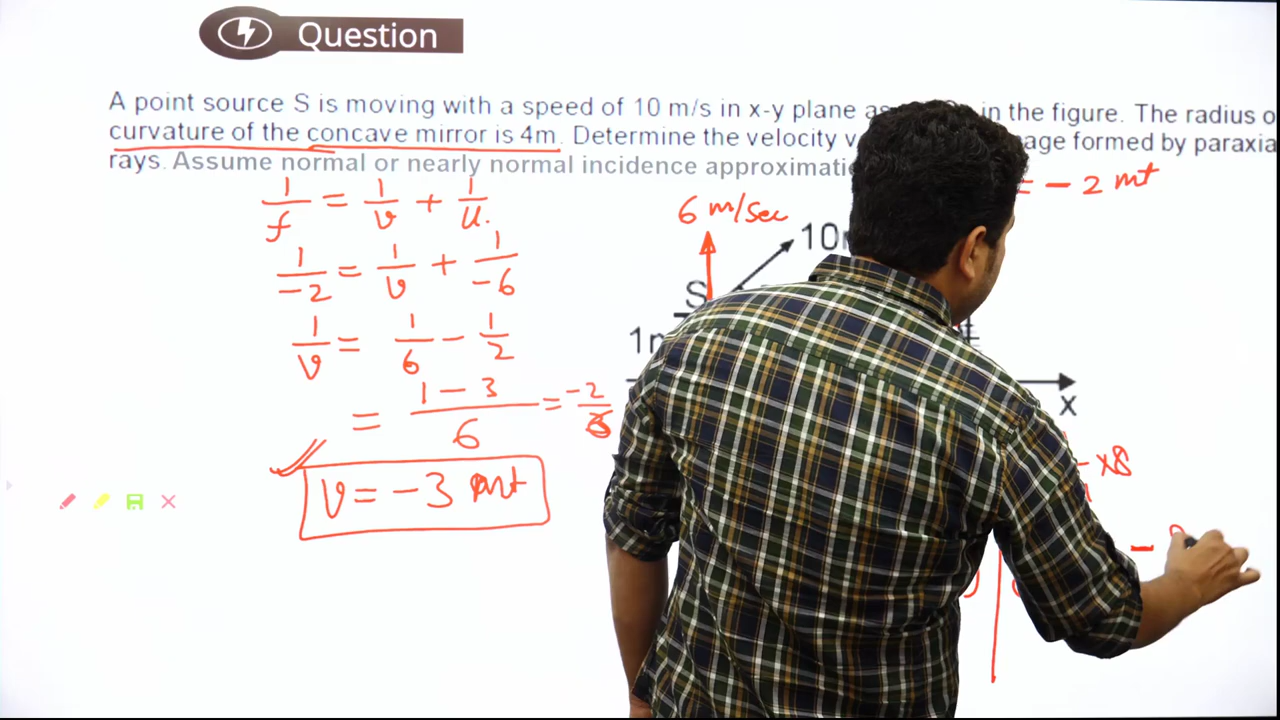 Question
A point source S is moving with a speed of 10 m/s in x-y plane in the figure. The radius o
curvature of the concave mirror is 4m. Determine the velocity v age formed by paraxia
rays. Assume normal or nearly normal incidence approximati
= - 2 mt
1/f = 1/v + 1/u.
6 m/sec
10
1/-2 = 1/v + 1/-6
S
1/v = 1/6 - 1/2
1
= 1 - 3/6 = -2/6
x
x8
v = -3 mt
-